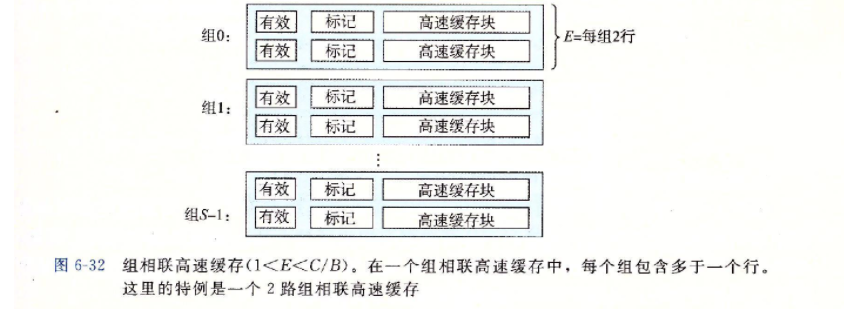 组0：
有效 标记 高速缓存块
有效 标记 高速缓存块
E=每组2行
组1：
有效 标记 高速缓存块
有效 标记 高速缓存块
⋮
组S-1：
有效 标记 高速缓存块
有效 标记 高速缓存块
图 6-32 组相联高速缓存(1<E<C/B)。在一个组相联高速缓存中，每个组包含多于一个行。
这里的特例是一个 2 路组相联高速缓存